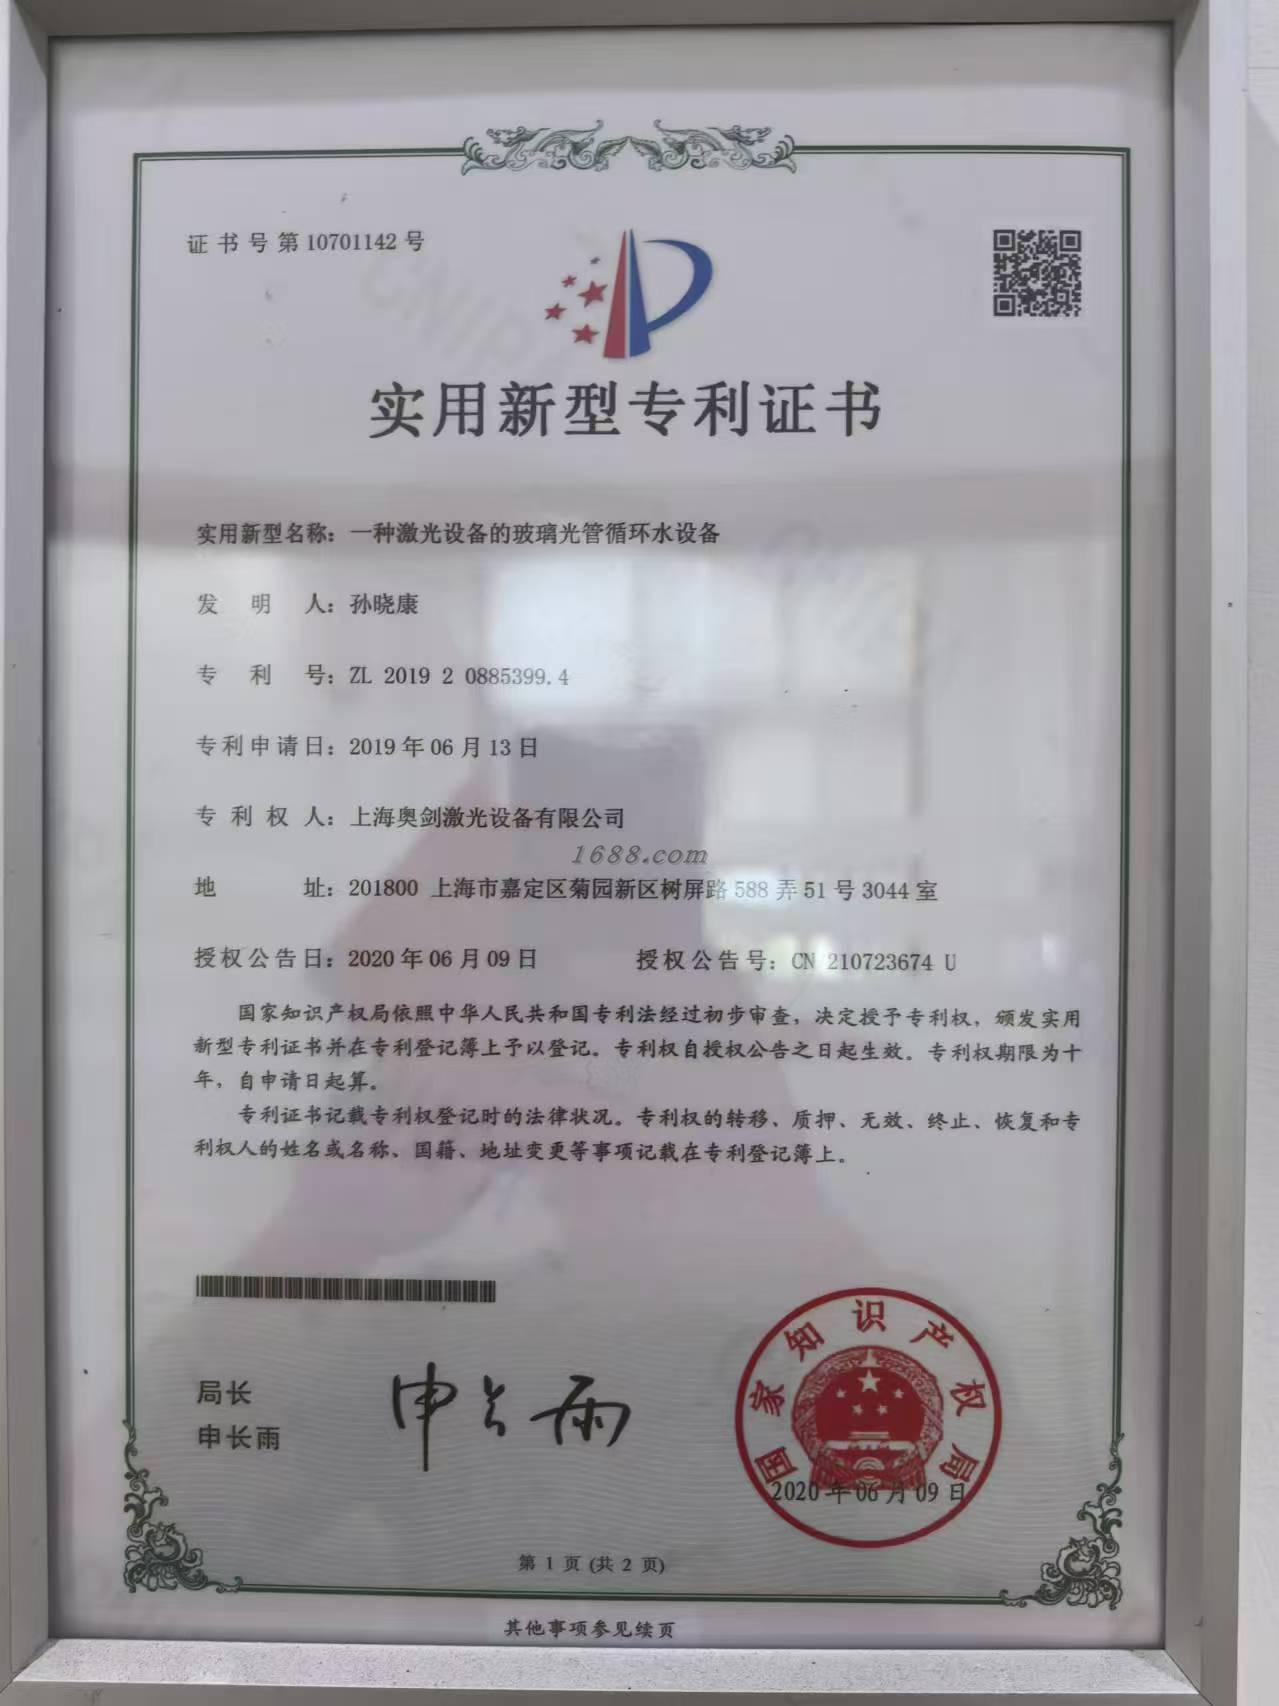 证书号第10701142号
实用新型专利证书
实用新型名称：一种激光设备的玻璃光管循环水设备
发明人：孙晓康
专利号：ZL 2019 2 0885399.4
专利申请日：2019年06月13日
专利权人：上海奥剑激光设备有限公司
1688.com
地址：201800 上海市嘉定区菊园新区树屏路588弄51号3044室
授权公告日：2020年06月09日 授权公告号：CN 210723674 U
国家知识产权局依照中华人民共和国专利法经过初步审查，决定授予专利权，颁发实用
新型专利证书并在专利登记簿上予以登记。专利权自授权公告之日起生效。专利权期限为十
年，自申请日起算。
专利证书记载专利权登记时的法律状况。专利权的转移、质押、无效、终止、恢复和专
利权人的姓名或名称、国籍、地址变更等事项记载在专利登记簿上。
局长
申长雨
申长雨
国家知识产权局
2020年06月09日
第 1 页 (共 2 页)
其他事项参见续页